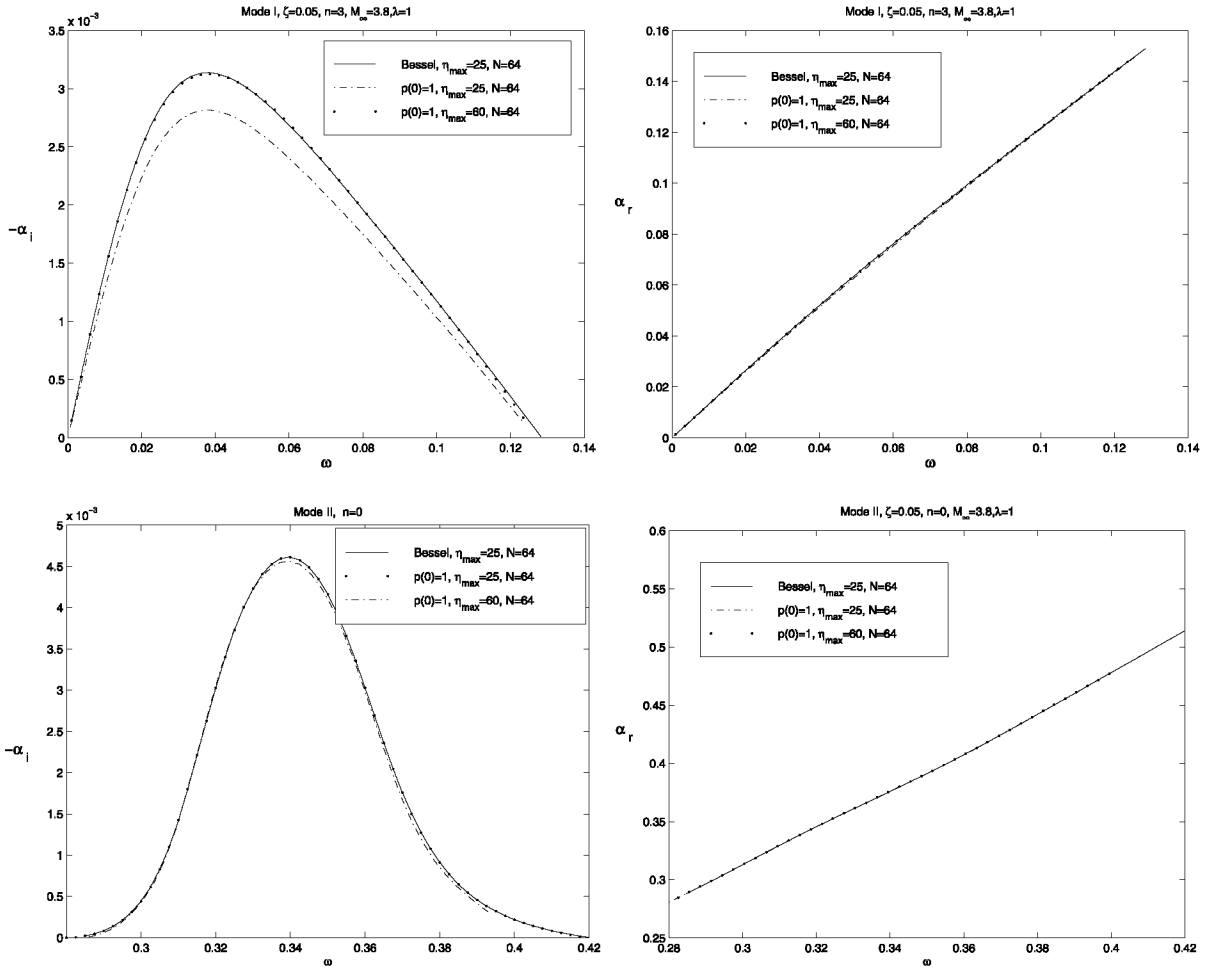 Mode I, ζ=0.05, n=3, M∞=3.8,λ=1
x 10⁻³
3.5
3
2.5
2
1.5
1
0.5
0
-αi
0
0.02
0.04
0.06
0.08
0.1
0.12
0.14
ω
Bessel, ηmax=25, N=64
p(0)=1, ηmax=25, N=64
p(0)=1, ηmax=60, N=64
Mode I, ζ=0.05, n=3, M∞=3.8,λ=1
0.16
0.14
0.12
0.1
0.08
0.06
0.04
0.02
0
αr
0
0.02
0.04
0.06
0.08
0.1
0.12
0.14
ω
Bessel, ηmax=25, N=64
p(0)=1, ηmax=25, N=64
p(0)=1, ηmax=60, N=64
Mode II, n=0
x 10⁻³
5
4.5
4
3.5
3
2.5
2
1.5
1
0.5
0
-αi
0.3
0.32
0.34
0.36
0.38
0.4
0.42
ω
Bessel, ηmax=25, N=64
p(0)=1, ηmax=25, N=64
p(0)=1, ηmax=60, N=64
Mode II, ζ=0.05, n=0, M∞=3.8,λ=1
0.6
0.55
0.5
0.45
0.4
0.35
0.3
0.25
αr
0.28
0.3
0.32
0.34
0.36
0.38
0.4
0.42
ω
Bessel, ηmax=25, N=64
p(0)=1, ηmax=25, N=64
p(0)=1, ηmax=60, N=64